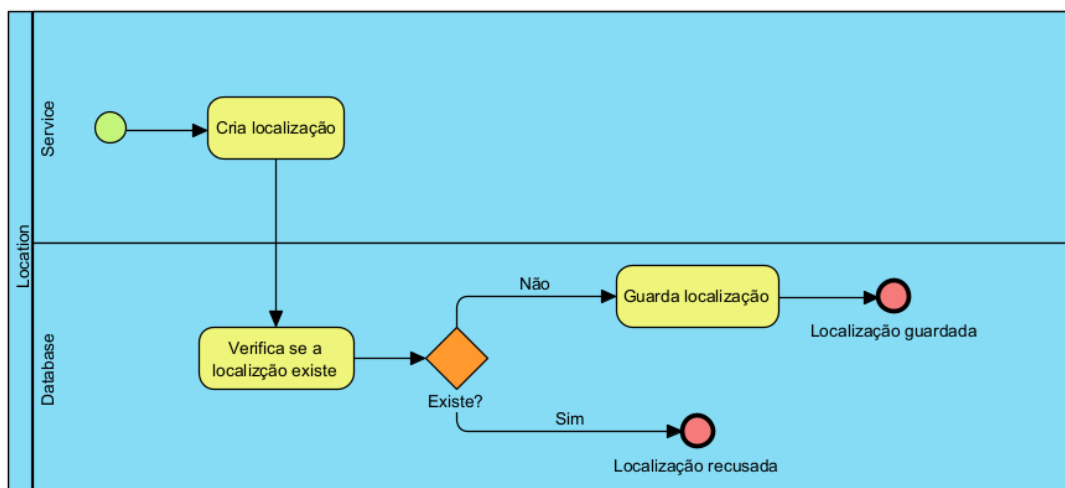 Location
Service
Cria localização
Database
Verifica se a
localizção existe
Existe?
Não
Guarda localização
Localização guardada
Sim
Localização recusada